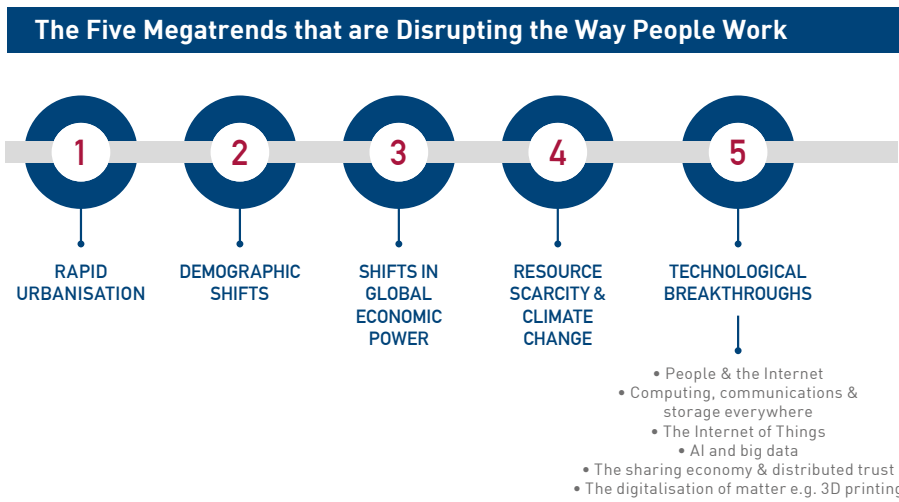 The Five Megatrends that are Disrupting the Way People Work
1
2
3
4
5
RAPID
URBANISATION
DEMOGRAPHIC
SHIFTS
SHIFTS IN
GLOBAL
ECONOMIC
POWER
RESOURCE
SCARCITY &
CLIMATE
CHANGE
TECHNOLOGICAL
BREAKTHROUGHS
• People & the Internet
• Computing, communications &
storage everywhere
• The Internet of Things
• AI and big data
• The sharing economy & distributed trust
• The digitalisation of matter e.g. 3D printing